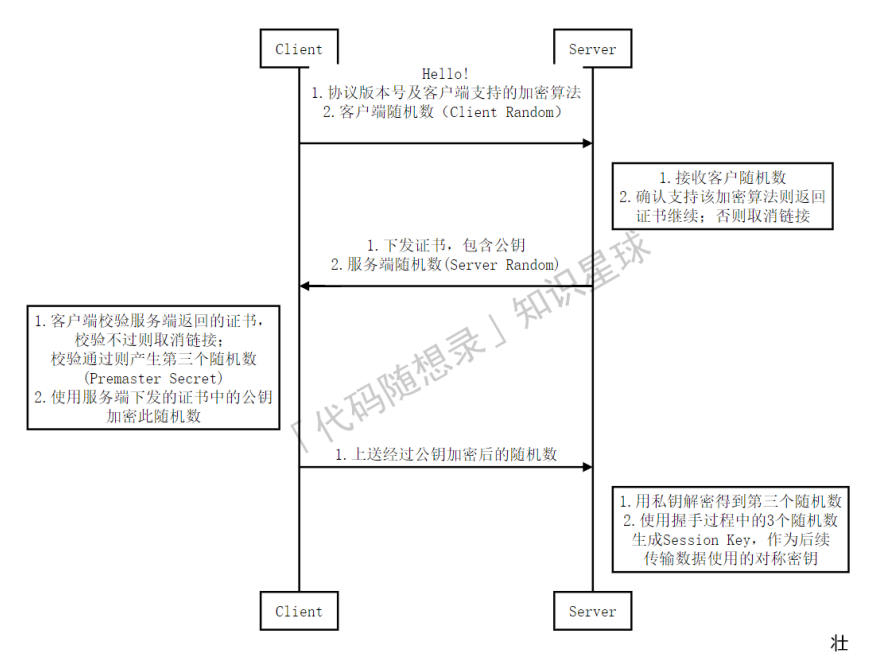 Client
Server
Hello!
1.协议版本号及客户端支持的加密算法
2.客户端随机数（Client Random）
1.接收客户随机数
2.确认支持该加密算法则返回
证书继续；否则取消链接
1.下发证书，包含公钥
2.服务端随机数(Server Random)
1.客户端校验服务端返回的证书，
校验不过则取消链接；
校验通过则产生第三个随机数
(Premaster Secret)
2.使用服务端下发的证书中的公钥
加密此随机数
「代码随想录」知识星球
1.上送经过公钥加密后的随机数
1.用私钥解密得到第三个随机数
2.使用握手过程中的3个随机数
生成Session Key，作为后续
传输数据使用的对称密钥
Client
Server
壮